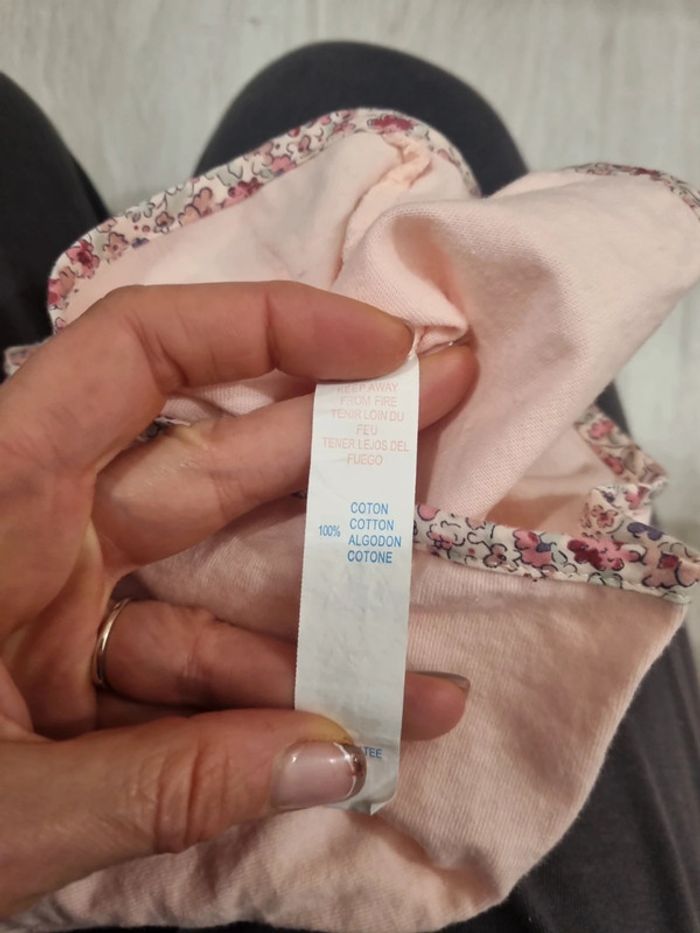 KEEP AWAY
FROM FIRE
TENIR LOIN DU
FEU
TENER LEJOS DEL
FUEGO
COTON
100% COTTON
ALGODON
COTONE